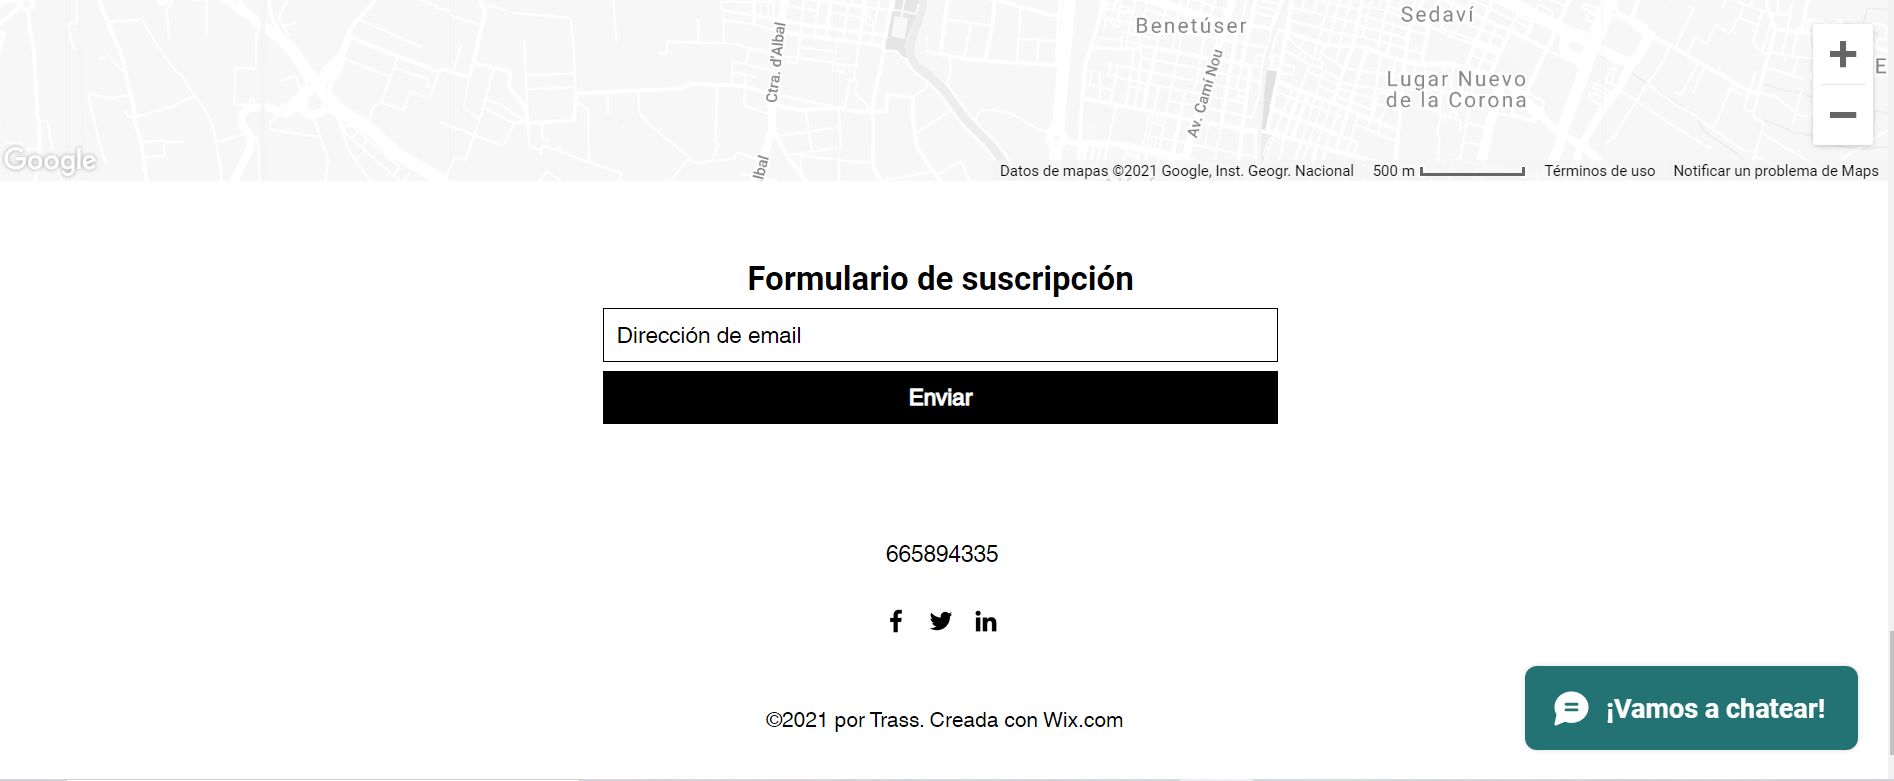 Benetúser
Sedaví
Ctra. d'Albal
Av. Camí Nou
Lugar Nuevo
de la Corona
E
Google
lbal
Datos de mapas ©2021 Google, Inst. Geogr. Nacional 500 m Términos de uso Notificar un problema de Maps
Formulario de suscripción
Dirección de email
Enviar
665894335
¡Vamos a chatear!
©2021 por Trass. Creada con Wix.com